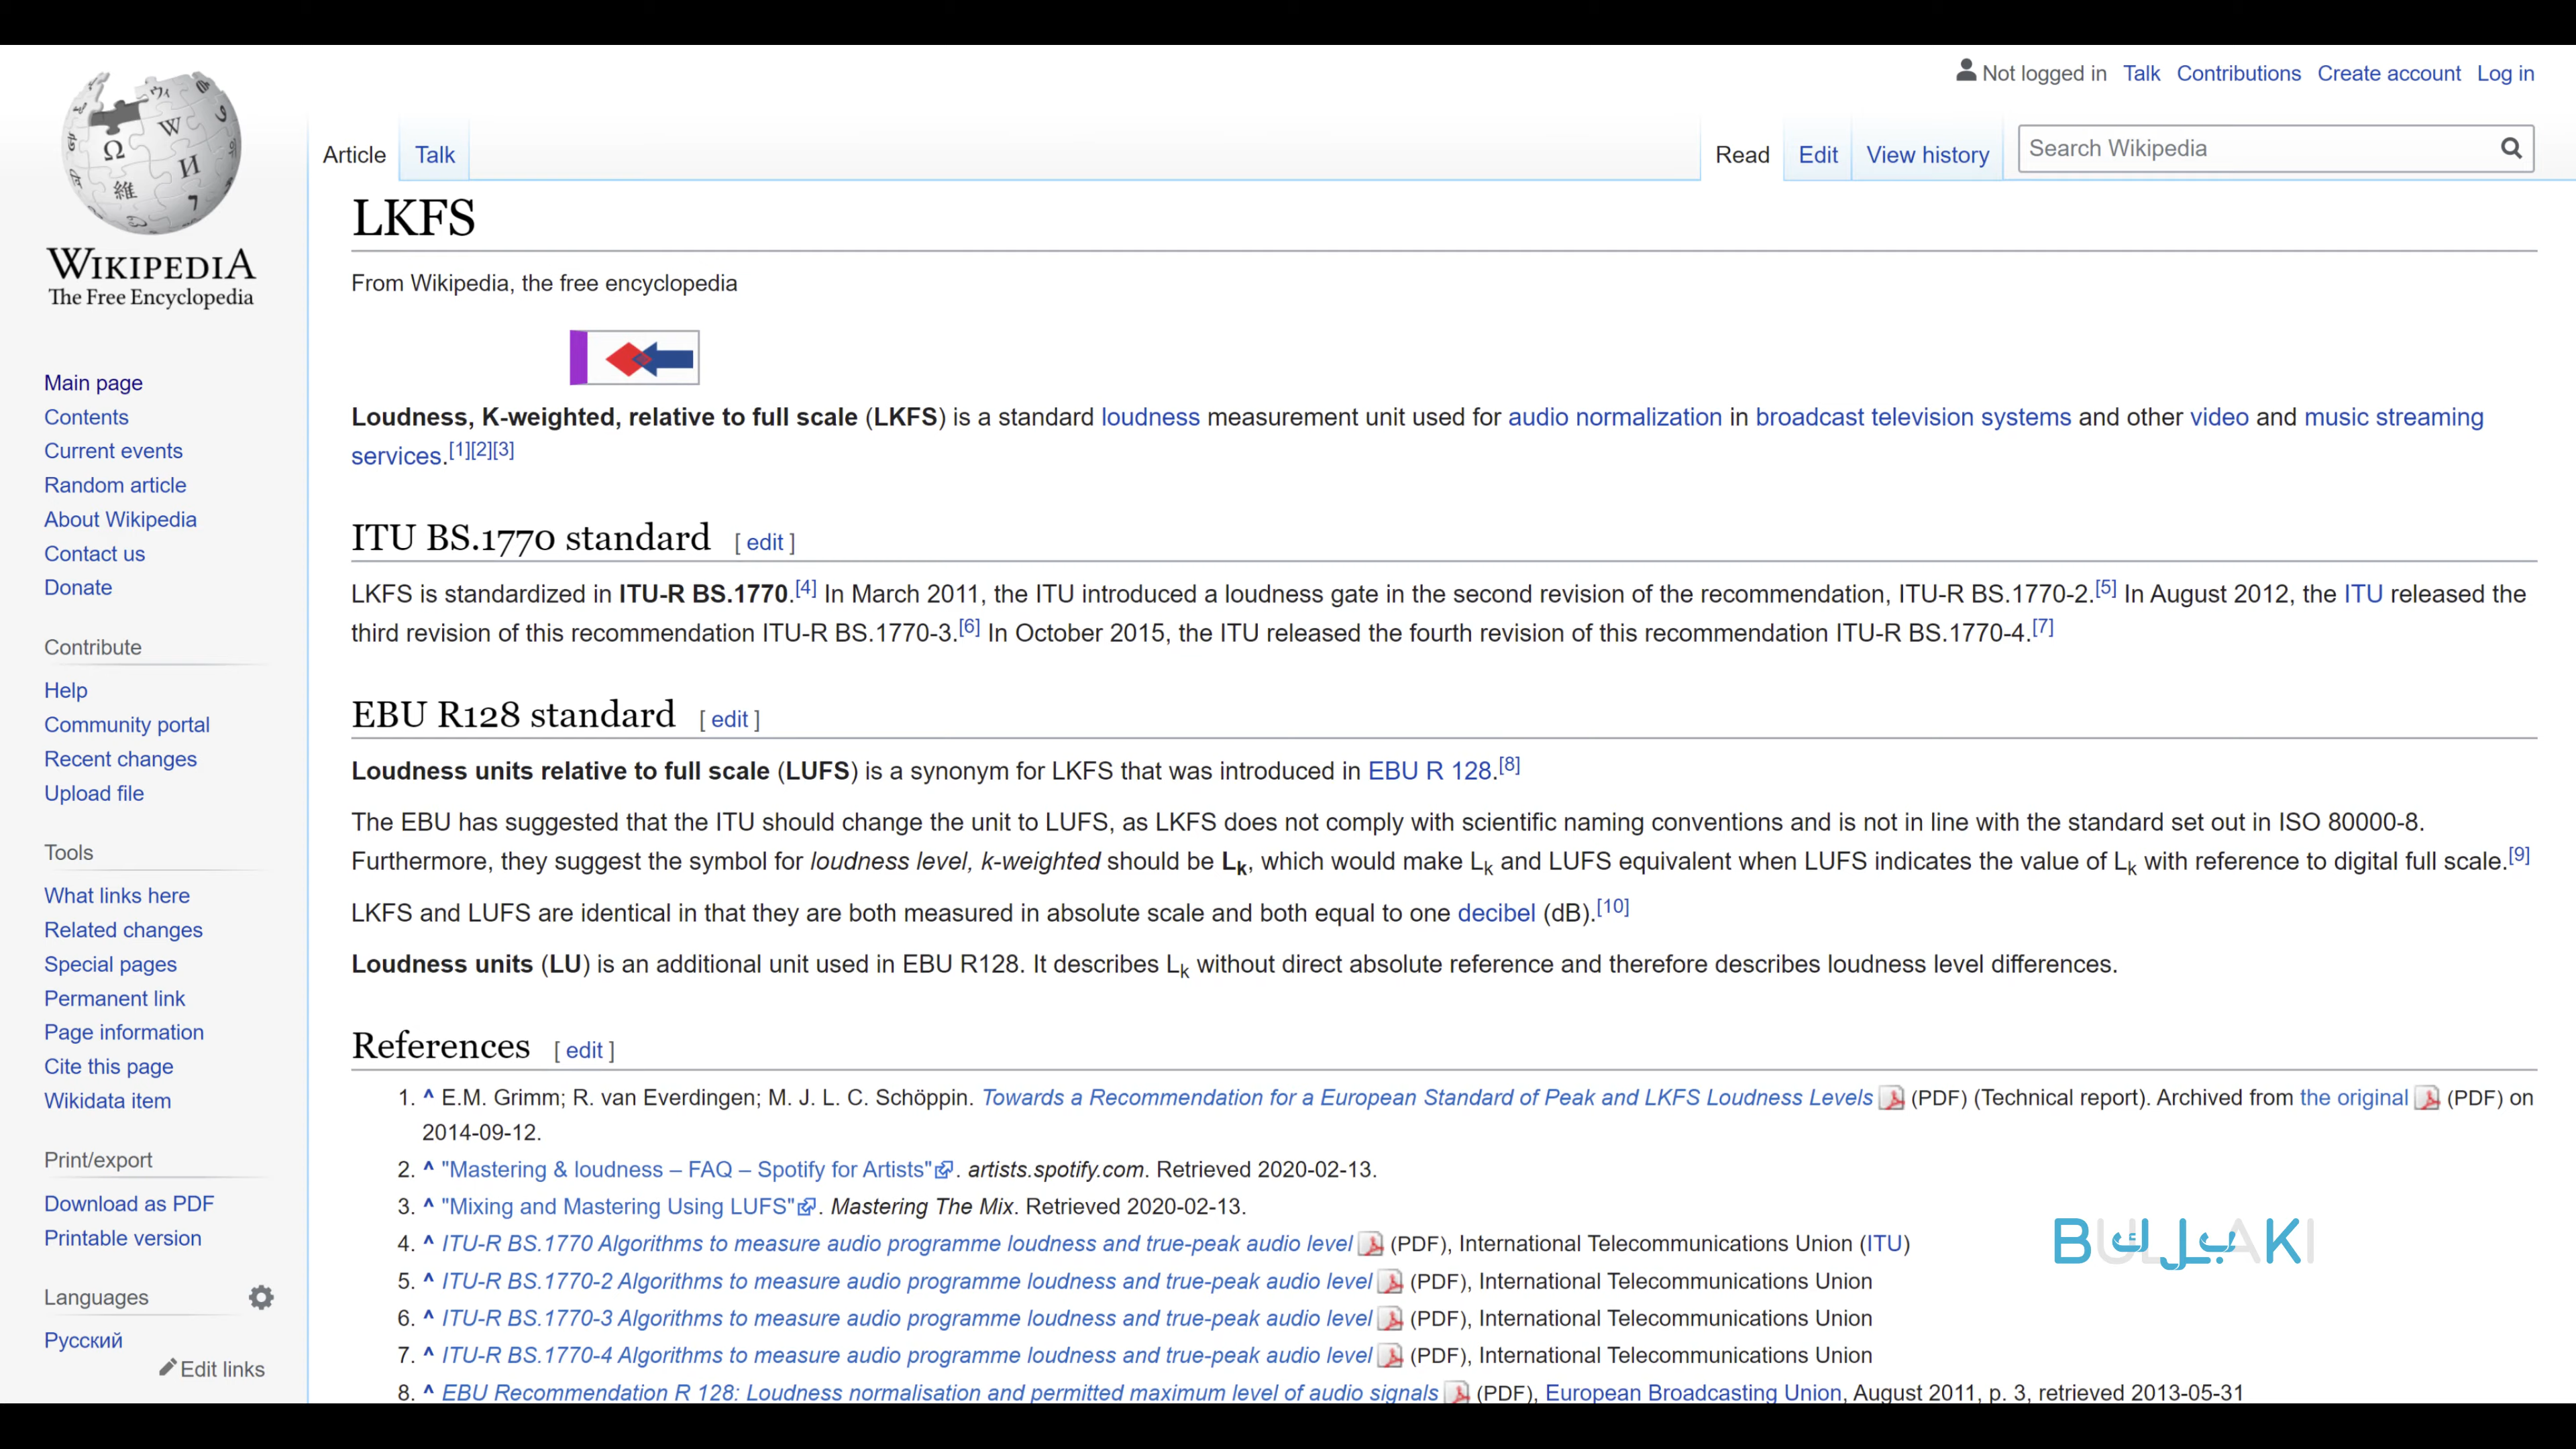 Not logged in Talk Contributions Create account Log in
Article Talk Read Edit View history Search Wikipedia
WIKIPEDIA
The Free Encyclopedia
Main page
Contents
Current events
Random article
About Wikipedia
Contact us
Donate
Contribute
Help
Community portal
Recent changes
Upload file
Tools
What links here
Related changes
Special pages
Permanent link
Page information
Cite this page
Wikidata item
Print/export
Download as PDF
Printable version
Languages
Русский
Edit links
LKFS
From Wikipedia, the free encyclopedia
Loudness, K-weighted, relative to full scale (LKFS) is a standard loudness measurement unit used for audio normalization in broadcast television systems and other video and music streaming
services.[1][2][3]
ITU BS.1770 standard [ edit ]
LKFS is standardized in ITU-R BS.1770.[4] In March 2011, the ITU introduced a loudness gate in the second revision of the recommendation, ITU-R BS.1770-2.[5] In August 2012, the ITU released the
third revision of this recommendation ITU-R BS.1770-3.[6] In October 2015, the ITU released the fourth revision of this recommendation ITU-R BS.1770-4.[7]
EBU R128 standard [ edit ]
Loudness units relative to full scale (LUFS) is a synonym for LKFS that was introduced in EBU R 128.[8]
The EBU has suggested that the ITU should change the unit to LUFS, as LKFS does not comply with scientific naming conventions and is not in line with the standard set out in ISO 80000-8.
Furthermore, they suggest the symbol for loudness level, k-weighted should be Lk, which would make Lk and LUFS equivalent when LUFS indicates the value of Lk with reference to digital full scale.[9]
LKFS and LUFS are identical in that they are both measured in absolute scale and both equal to one decibel (dB).[10]
Loudness units (LU) is an additional unit used in EBU R128. It describes Lk without direct absolute reference and therefore describes loudness level differences.
References [ edit ]
1. ^ E.M. Grimm; R. van Everdingen; M. J. L. C. Schöppin. Towards a Recommendation for a European Standard of Peak and LKFS Loudness Levels (PDF) (Technical report). Archived from the original (PDF) on
2014-09-12.
2. ^ "Mastering & loudness – FAQ – Spotify for Artists". artists.spotify.com. Retrieved 2020-02-13.
3. ^ "Mixing and Mastering Using LUFS". Mastering The Mix. Retrieved 2020-02-13.
4. ^ ITU-R BS.1770 Algorithms to measure audio programme loudness and true-peak audio level (PDF), International Telecommunications Union (ITU)
5. ^ ITU-R BS.1770-2 Algorithms to measure audio programme loudness and true-peak audio level (PDF), International Telecommunications Union
6. ^ ITU-R BS.1770-3 Algorithms to measure audio programme loudness and true-peak audio level (PDF), International Telecommunications Union
7. ^ ITU-R BS.1770-4 Algorithms to measure audio programme loudness and true-peak audio level (PDF), International Telecommunications Union
8. ^ EBU Recommendation R 128: Loudness normalisation and permitted maximum level of audio signals (PDF), European Broadcasting Union, August 2011, p. 3, retrieved 2013-05-31
BULLAKI